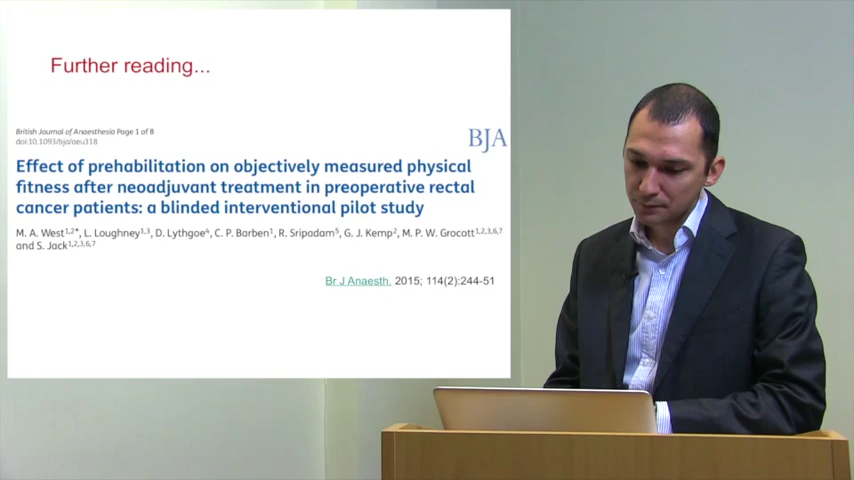 Further reading...
British Journal of Anaesthesia Page 1 of 8
doi:10.1093/bja/aeu318
BJA
Effect of prehabilitation on objectively measured physical
fitness after neoadjuvant treatment in preoperative rectal
cancer patients: a blinded interventional pilot study
M. A. West1,2*, L. Loughney1,3, D. Lythgoe4, C. P. Barben1, R. Sripadam5, G. J. Kemp2, M. P. W. Grocott1,2,3,6,7
and S. Jack1,2,3,6,7
Br J Anaesth. 2015; 114(2):244-51